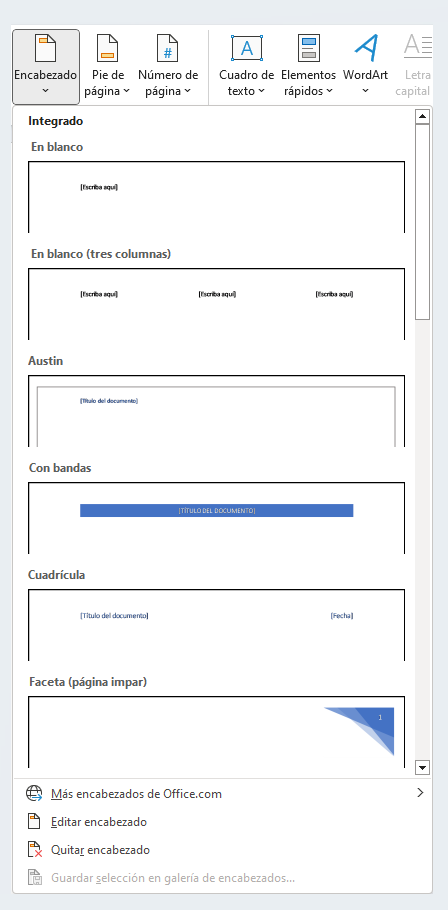 Encabezado
Pie de página
Número de página
Cuadro de texto
Elementos rápidos
WordArt
Letra capital
Integrado
En blanco
[Escriba aquí]
En blanco (tres columnas)
[Escriba aquí] [Escriba aquí] [Escriba aquí]
Austin
[Título del documento]
Con bandas
[TÍTULO DEL DOCUMENTO]
Cuadrícula
[Título del documento] [Fecha]
Faceta (página impar)
1
Más encabezados de Office.com
Editar encabezado
Quitar encabezado
Guardar selección en galería de encabezados...